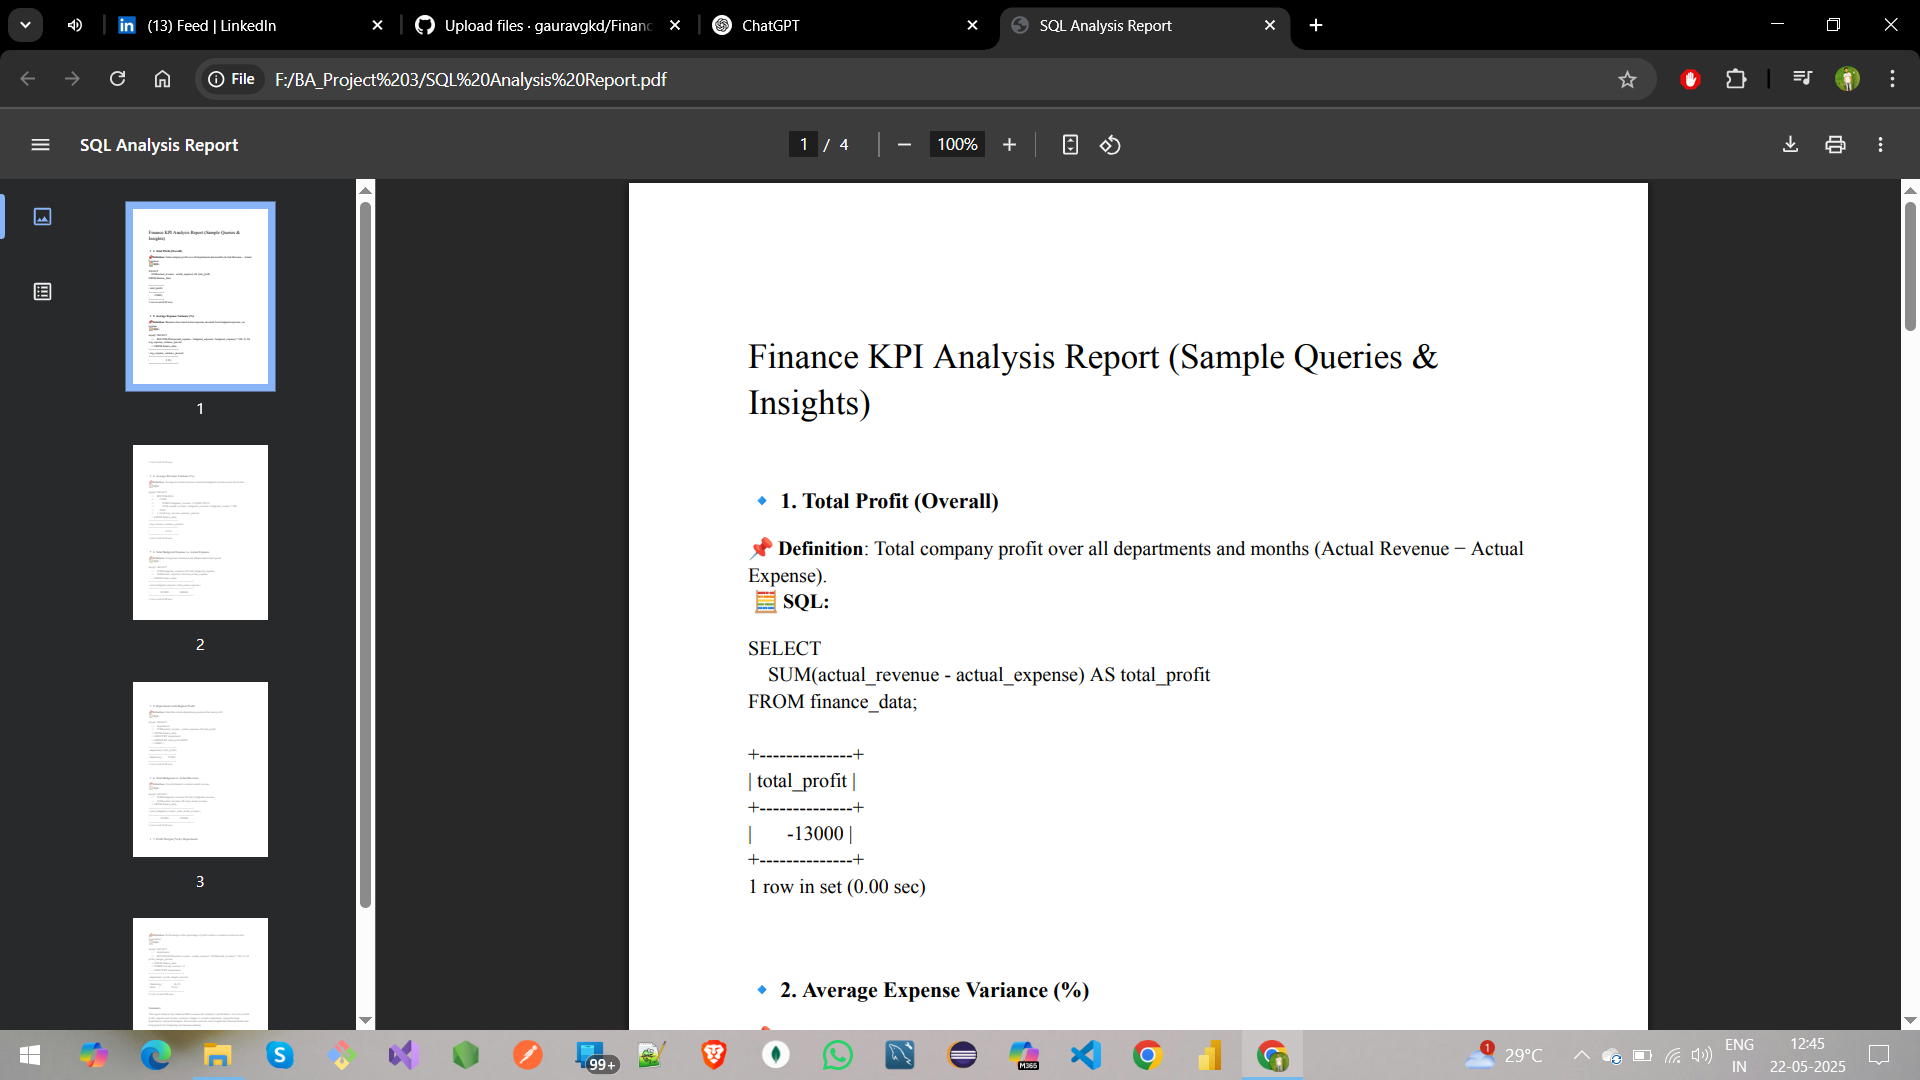 (13) Feed | LinkedIn
Upload files · gauravgkd/Financ
ChatGPT
SQL Analysis Report
File
F:/BA_Project%203/SQL%20Analysis%20Report.pdf
SQL Analysis Report
1 / 4
100%
1
2
3
Finance KPI Analysis Report (Sample Queries &
Insights)
1. Total Profit (Overall)
Definition: Total company profit over all departments and months (Actual Revenue − Actual
Expense).
SQL:
SELECT
SUM(actual_revenue - actual_expense) AS total_profit
FROM finance_data;
+--------------+
| total_profit |
+--------------+
| -13000 |
+--------------+
1 row in set (0.00 sec)
2. Average Expense Variance (%)
99+
M365
1
29°C
ENG
IN
12:45
22-05-2025